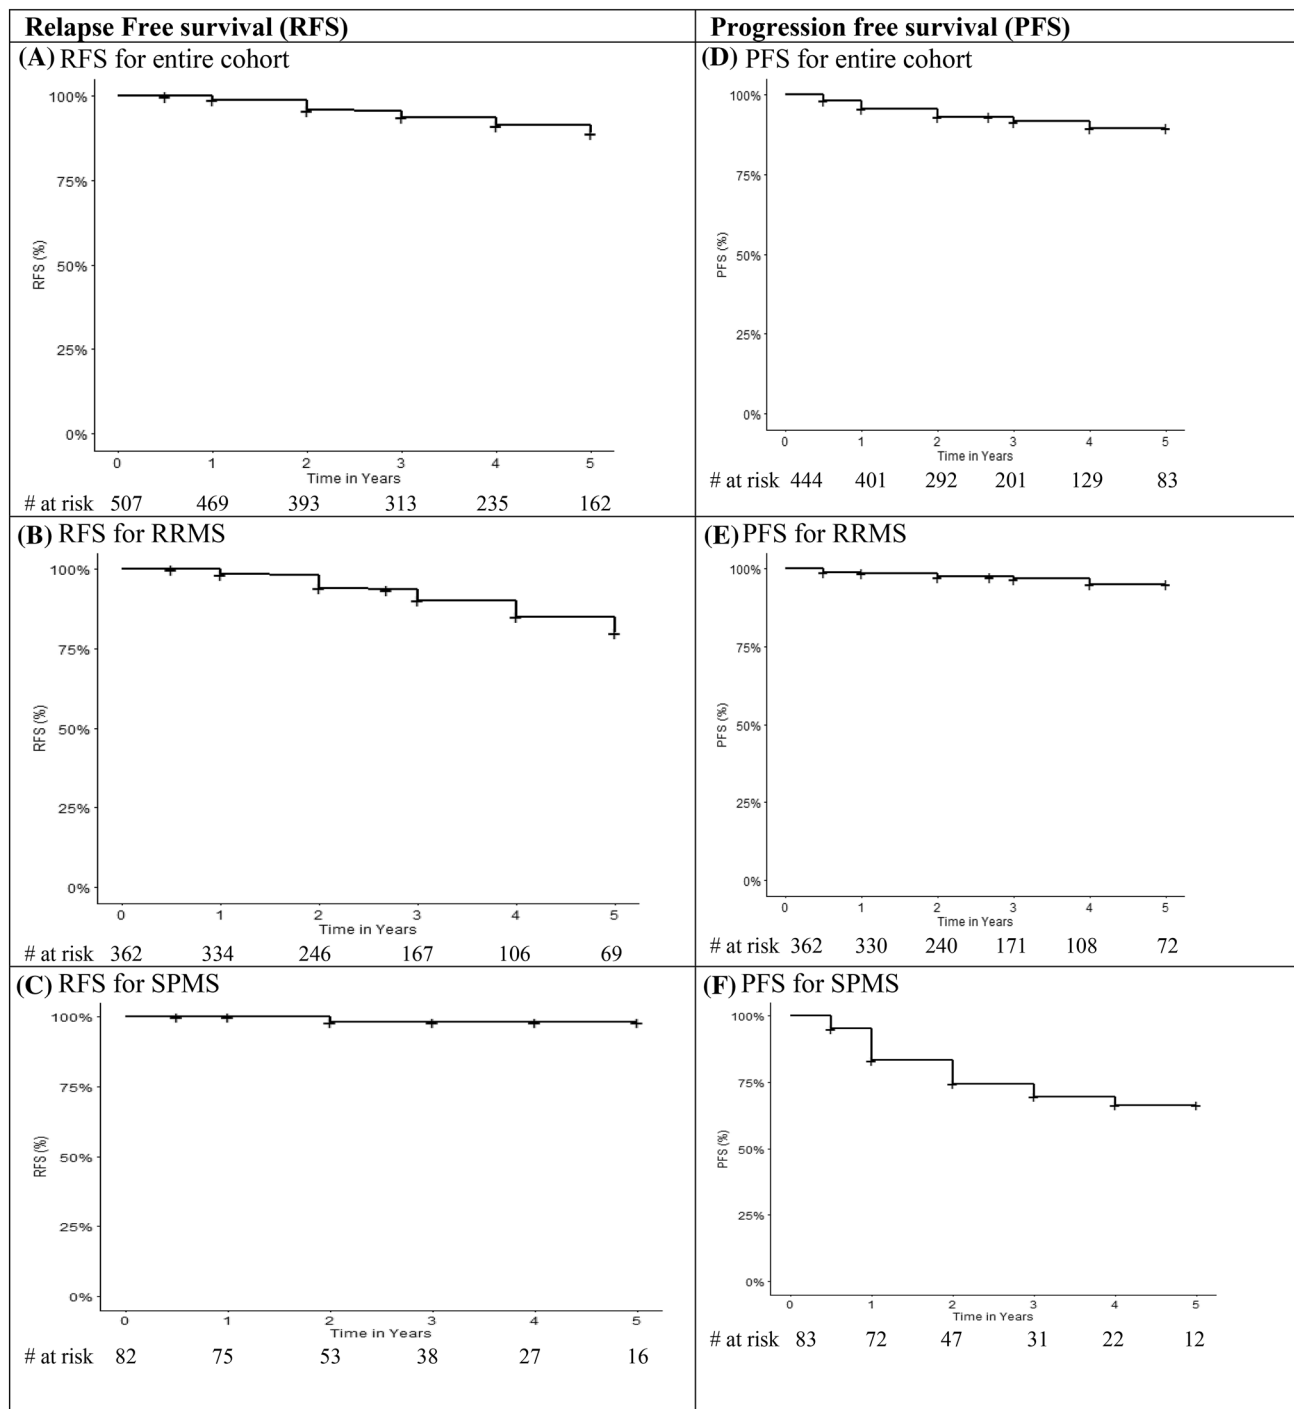 Relapse Free survival (RFS)
Progression free survival (PFS)
(A) RFS for entire cohort
100%
75%
50%
25%
0%
RFS (%)
0 1 2 3 4 5
Time in Years
# at risk 507 469 393 313 235 162
(D) PFS for entire cohort
100%
75%
50%
25%
0%
PFS (%)
0 1 2 3 4 5
Time in Years
# at risk 444 401 292 201 129 83
(B) RFS for RRMS
100%
75%
50%
25%
0%
RFS (%)
0 1 2 3 4 5
Time in Years
# at risk 362 334 246 167 106 69
(E) PFS for RRMS
100%
75%
50%
25%
0%
PFS (%)
0 1 2 3 4 5
Time in Years
# at risk 362 330 240 171 108 72
(C) RFS for SPMS
100%
75%
50%
25%
0%
RFS (%)
0 1 2 3 4 5
Time in Years
# at risk 82 75 53 38 27 16
(F) PFS for SPMS
100%
75%
50%
25%
0%
PFS (%)
0 1 2 3 4 5
Time in Years
# at risk 83 72 47 31 22 12